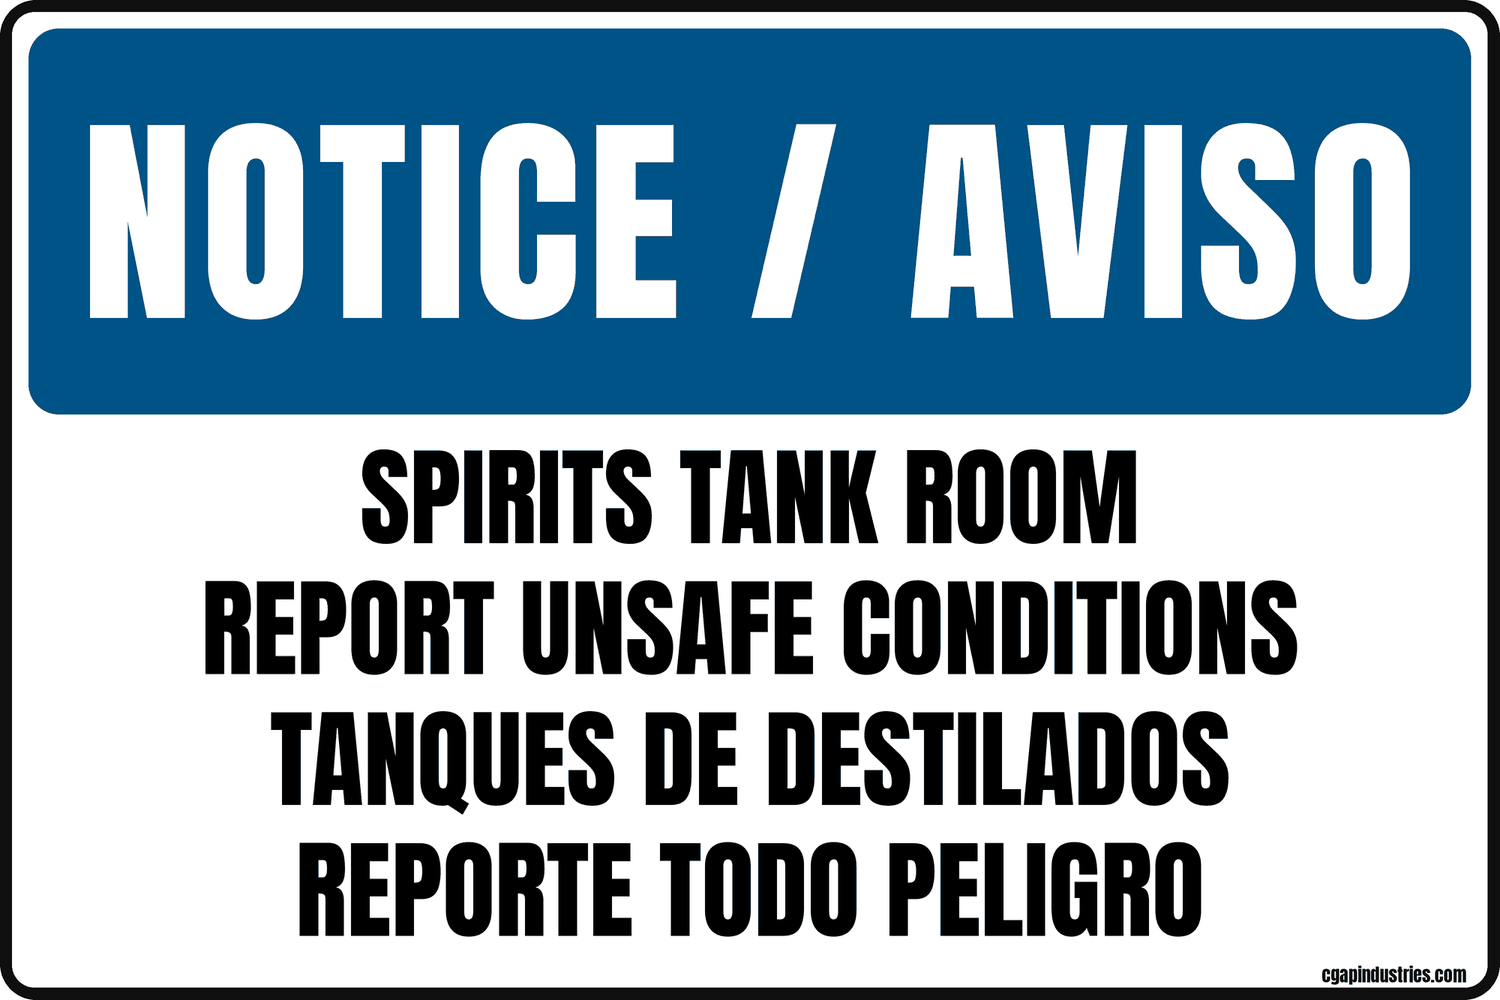 NOTICE / AVISO
SPIRITS TANK ROOM
REPORT UNSAFE CONDITIONS
TANQUES DE DESTILADOS
REPORTE TODO PELIGRO
cgapindustries.com